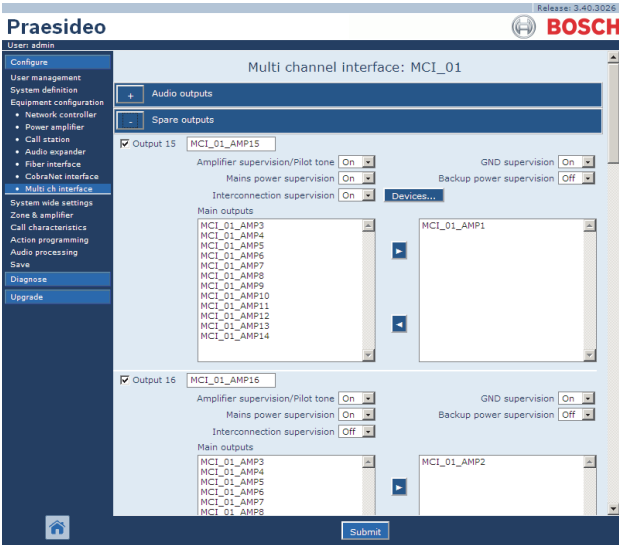 Release: 3.40.3026
Praesideo
BOSCH
User: admin
Configure
User management
System definition
Equipment configuration
• Network controller
• Power amplifier
• Call station
• Audio expander
• Fiber interface
• CobraNet interface
• Multi ch interface
System wide settings
Zone & amplifier
Call characteristics
Action programming
Audio processing
Save
Diagnose
Upgrade
Multi channel interface: MCI_01
+ Audio outputs
- Spare outputs
Output 15 MCI_01_AMP15
Amplifier supervision/Pilot tone On GND supervision On
Mains power supervision On Backup power supervision Off
Interconnection supervision On Devices...
Main outputs
MCI_01_AMP3
MCI_01_AMP4
MCI_01_AMP5
MCI_01_AMP6
MCI_01_AMP7
MCI_01_AMP8
MCI_01_AMP9
MCI_01_AMP10
MCI_01_AMP11
MCI_01_AMP12
MCI_01_AMP13
MCI_01_AMP14
MCI_01_AMP1
Output 16 MCI_01_AMP16
Amplifier supervision/Pilot tone On GND supervision On
Mains power supervision On Backup power supervision Off
Interconnection supervision Off
Main outputs
MCI_01_AMP3
MCI_01_AMP4
MCI_01_AMP5
MCI_01_AMP6
MCI_01_AMP7
MCI_01_AMP8
MCI_01_AMP2
Submit